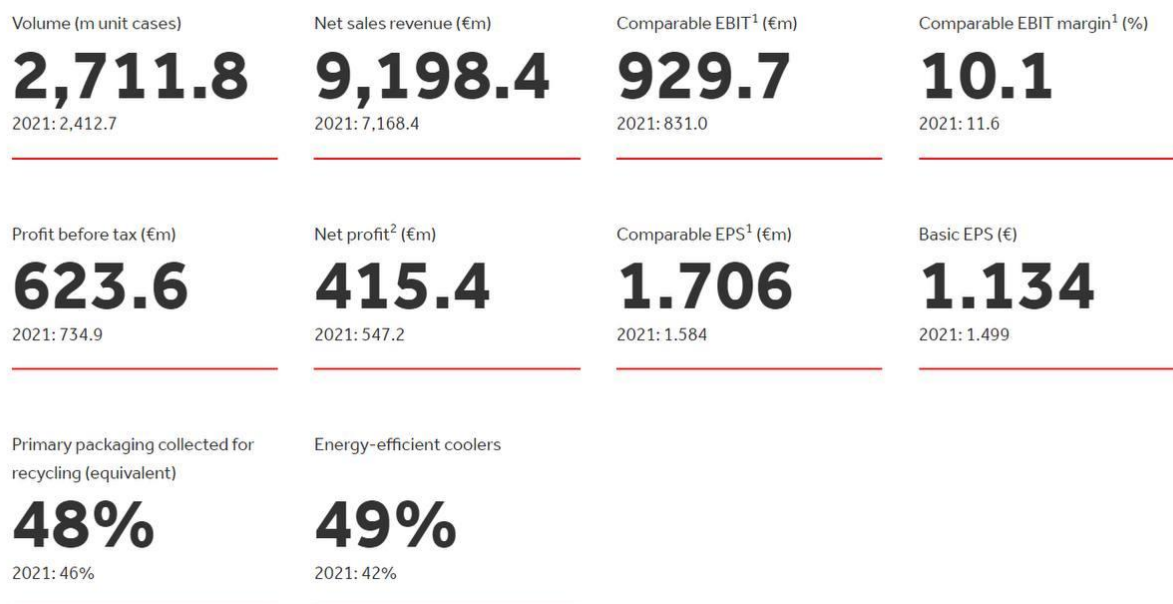 Volume (m unit cases)
2,711.8
2021: 2,412.7
Net sales revenue (€m)
9,198.4
2021: 7,168.4
Comparable EBIT¹ (€m)
929.7
2021: 831.0
Comparable EBIT margin¹ (%)
10.1
2021: 11.6
Profit before tax (€m)
623.6
2021: 734.9
Net profit² (€m)
415.4
2021: 547.2
Comparable EPS¹ (€m)
1.706
2021: 1.584
Basic EPS (€)
1.134
2021: 1.499
Primary packaging collected for
recycling (equivalent)
48%
2021: 46%
Energy-efficient coolers
49%
2021: 42%